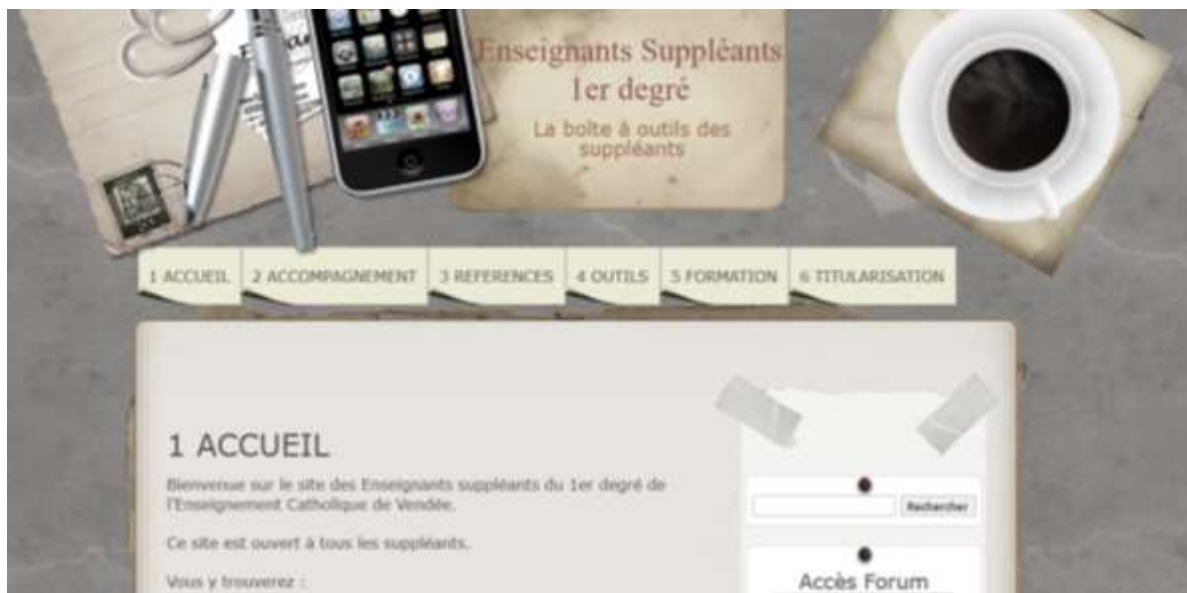 Enseignants Suppléants
1er degré
La boîte à outils des
suppléants
1 ACCUEIL
2 ACCOMPAGNEMENT
3 REFERENCES
4 OUTILS
5 FORMATION
6 TITULARISATION
1 ACCUEIL
Bienvenue sur le site des Enseignants suppléants du 1er degré de
l'Enseignement Catholique de Vendée.
Ce site est ouvert à tous les suppléants.
Vous y trouverez :
Rechercher
Accès Forum